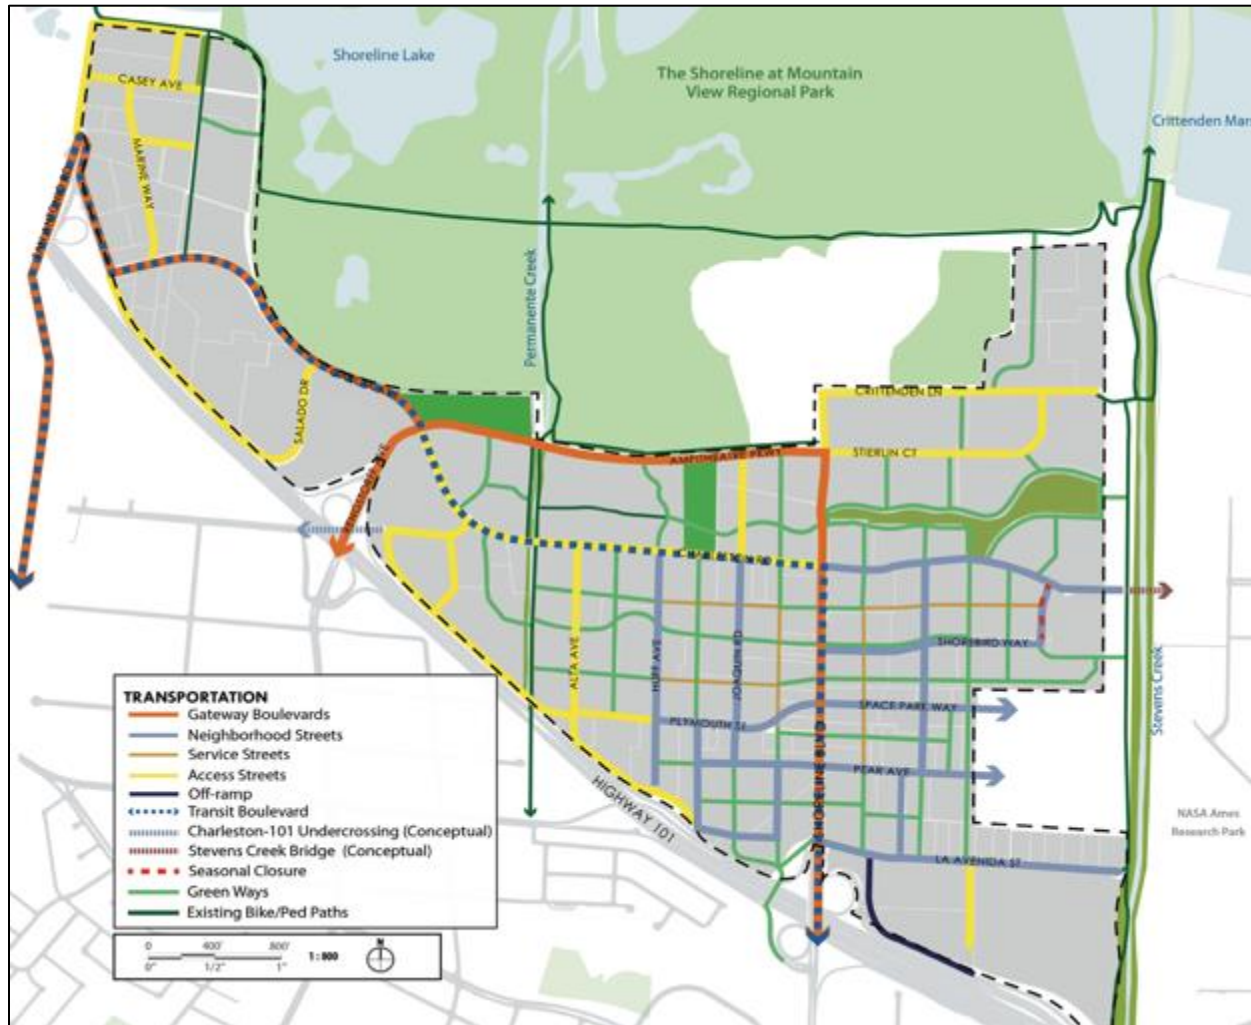 Shoreline Lake
The Shoreline at Mountain
View Regional Park
Crittenden Mar
CASEY AVE
MARINE WAY
Permanente Creek
SALADO DR
CRITTENDEN LN
AMPHITHEATRE PKWY
STIERLIN CT
CHARLESTON RD
ALTA AVE
HUFF AVE
JOAQUIN RD
SHOREBIRD WAY
SPACE PARK WAY
PLYMOUTH ST
PEAR AVE
N SHORELINE BLVD
LA AVENIDA ST
HIGHWAY 101
Stevens Creek
NASA Ames
Research Park
TRANSPORTATION
Gateway Boulevards
Neighborhood Streets
Service Streets
Access Streets
Off-ramp
Transit Boulevard
Charleston-101 Undercrossing (Conceptual)
Stevens Creek Bridge (Conceptual)
Seasonal Closure
Green Ways
Existing Bike/Ped Paths
0 400' 800'
0" 1/2" 1"
1 : 800
N